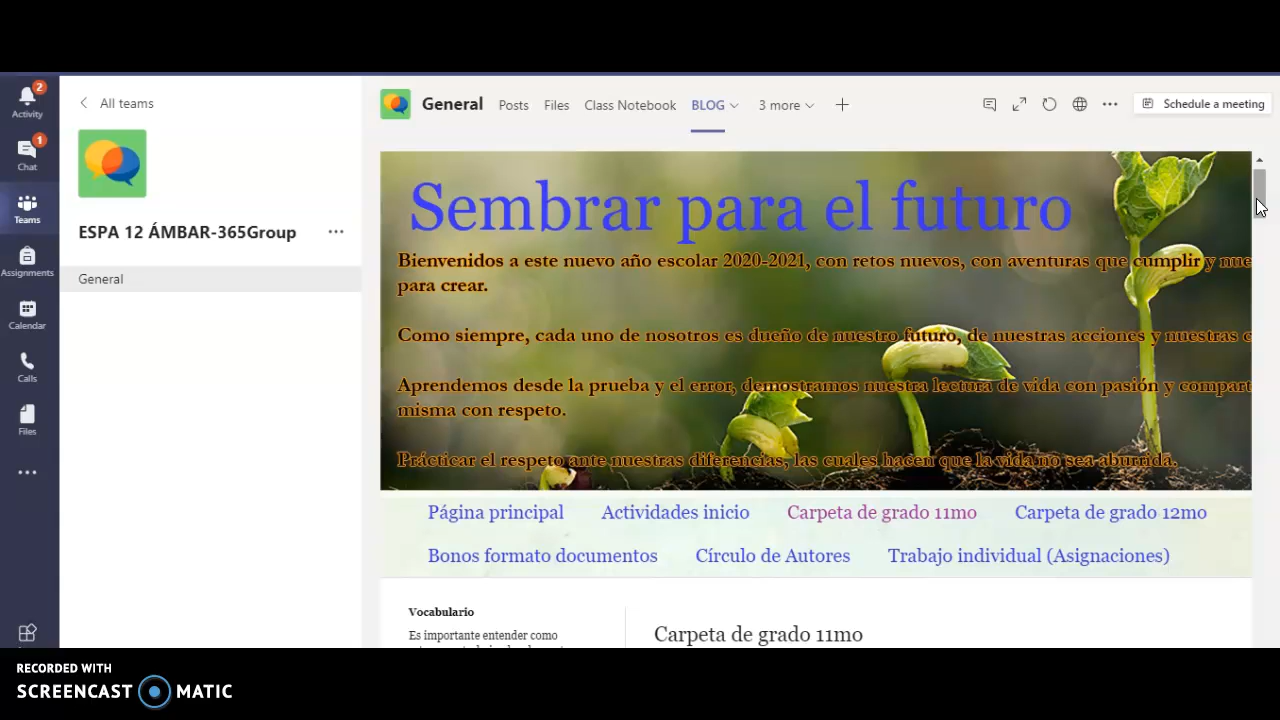 2
Activity
1
Chat
Teams
Assignments
Calendar
Calls
Files
All teams
ESPA 12 ÁMBAR-365Group
General
General Posts Files Class Notebook BLOG 3 more Schedule a meeting
Sembrar para el futuro
Bienvenidos a este nuevo año escolar 2020-2021, con retos nuevos, con aventuras que cumplir y nue
para crear.
Como siempre, cada uno de nosotros es dueño de nuestro futuro, de nuestras acciones y nuestras
Aprendemos desde la prueba y el error, demostramos nuestra lectura de vida con pasión y compart
misma con respeto.
Prácticar el respeto ante nuestras diferencias, las cuales hacen que la vida no sea aburrida.
Página principal Actividades inicio Carpeta de grado 11mo Carpeta de grado 12mo
Bonos formato documentos Círculo de Autores Trabajo individual (Asignaciones)
Vocabulario
Es importante entender como
Carpeta de grado 11mo
RECORDED WITH
SCREENCAST MATIC